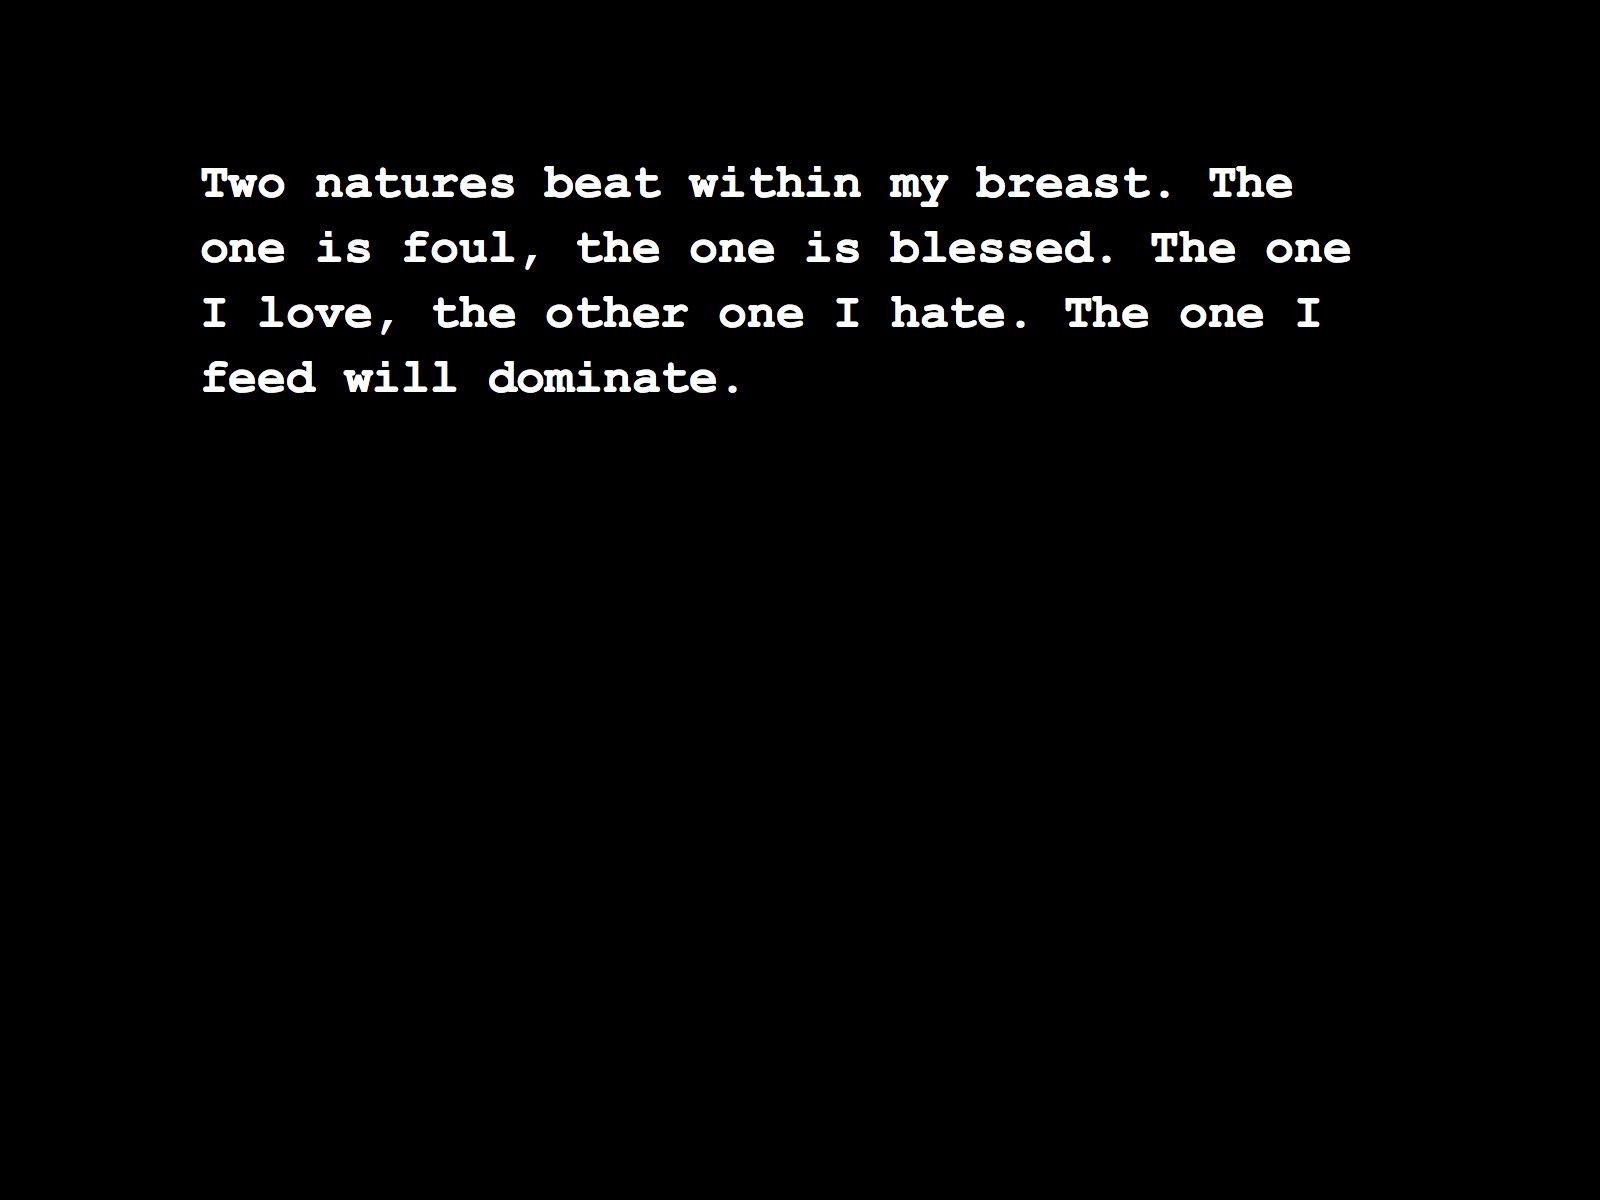 Two natures beat within my breast. The
one is foul, the one is blessed. The one
I love, the other one I hate. The one I
feed will dominate.